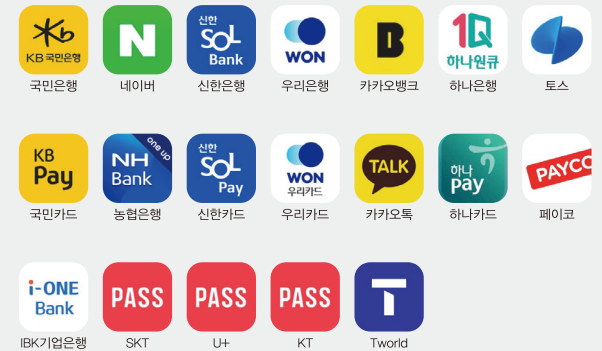 KB국민은행
N
신한
SOL
Bank
WON
B
1Q
하나원큐
국민은행
네이버
신한은행
우리은행
카카오뱅크
하나은행
토스
KB
Pay
one up
NH
Bank
신한
SOL
Pay
WON
우리카드
TALK
하나
pay
PAYCO
국민카드
농협은행
신한카드
우리카드
카카오톡
하나카드
페이코
i-ONE
Bank
PASS
PASS
PASS
T
IBK기업은행
SKT
U+
KT
Tworld